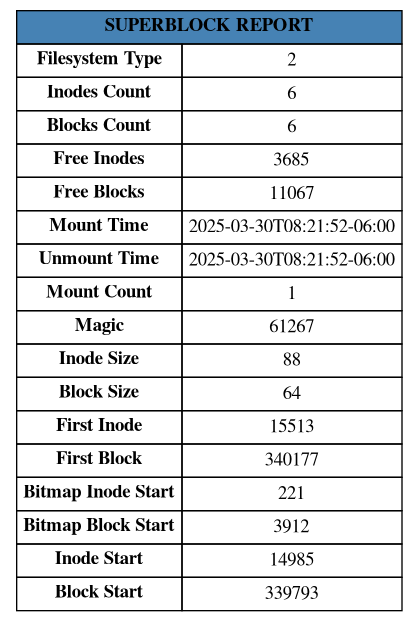 SUPERBLOCK REPORT
Filesystem Type 2
Inodes Count 6
Blocks Count 6
Free Inodes 3685
Free Blocks 11067
Mount Time 2025-03-30T08:21:52-06:00
Unmount Time 2025-03-30T08:21:52-06:00
Mount Count 1
Magic 61267
Inode Size 88
Block Size 64
First Inode 15513
First Block 340177
Bitmap Inode Start 221
Bitmap Block Start 3912
Inode Start 14985
Block Start 339793